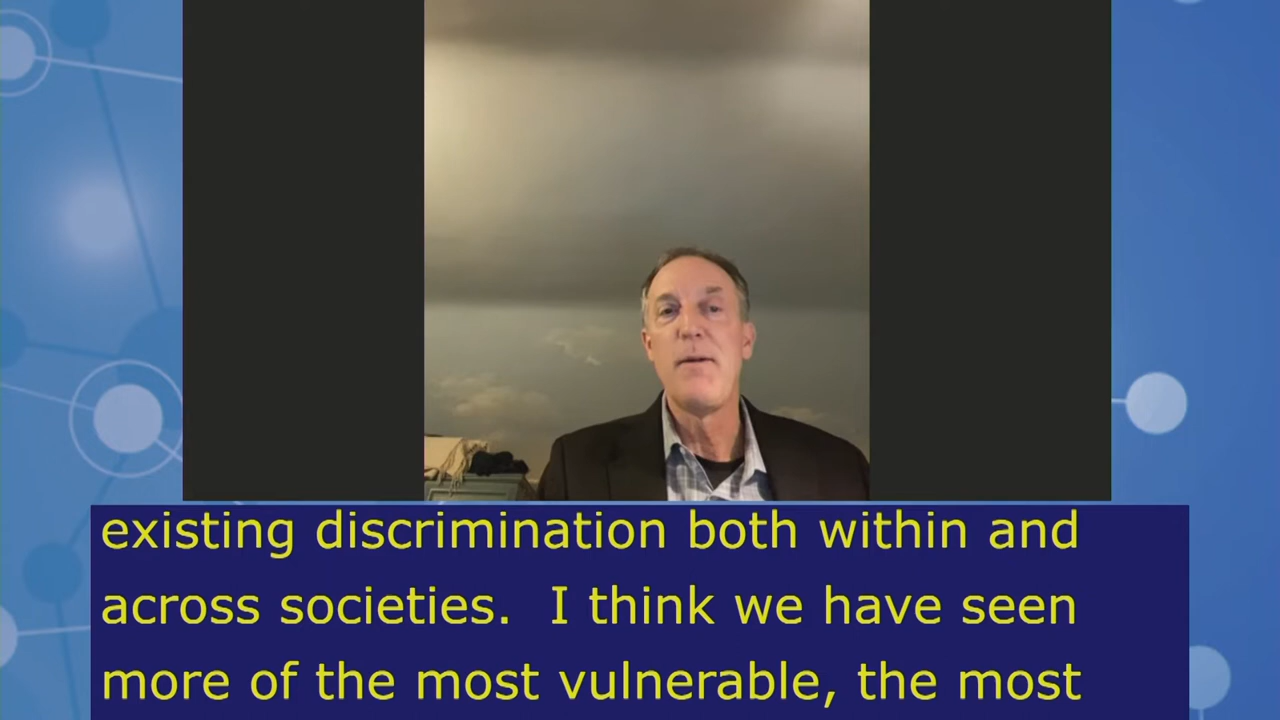 existing discrimination both within and
across societies.  I think we have seen
more of the most vulnerable, the most